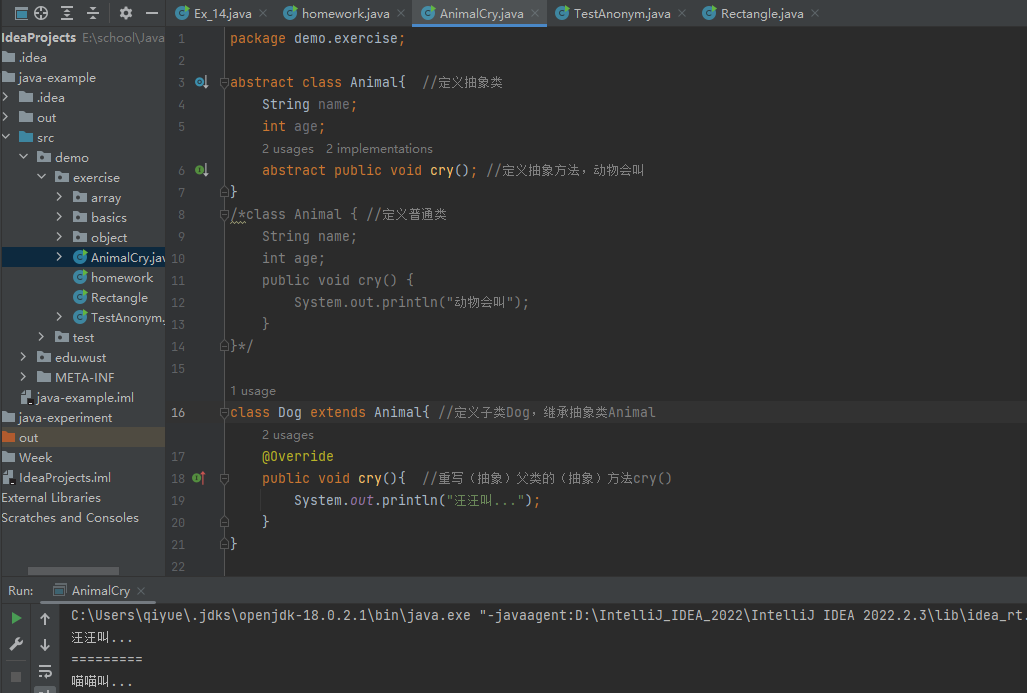 Ex_14.java
homework.java
AnimalCry.java
TestAnonym.java
Rectangle.java
IdeaProjects E:\school\Java
.idea
java-example
.idea
out
src
demo
exercise
array
basics
object
AnimalCry.jav
homework
Rectangle
TestAnonym.
test
edu.wust
META-INF
java-example.iml
java-experiment
out
Week
IdeaProjects.iml
External Libraries
Scratches and Consoles
1 package demo.exercise;
2
3 abstract class Animal{ //定义抽象类
4 String name;
5 int age;
2 usages 2 implementations
6 abstract public void cry(); //定义抽象方法，动物会叫
7 }
8 /*class Animal { //定义普通类
9 String name;
10 int age;
11 public void cry() {
12 System.out.println("动物会叫");
13 }
14 }*/
15
1 usage
16 class Dog extends Animal{ //定义子类Dog，继承抽象类Animal
2 usages
17 @Override
18 public void cry(){ //重写（抽象）父类的（抽象）方法cry()
19 System.out.println("汪汪叫...");
20 }
21 }
22
Run: AnimalCry
C:\Users\qiyue\.jdks\openjdk-18.0.2.1\bin\java.exe "-javaagent:D:\IntelliJ_IDEA_2022\IntelliJ IDEA 2022.2.3\lib\idea_rt.
汪汪叫...
=========
喵喵叫...